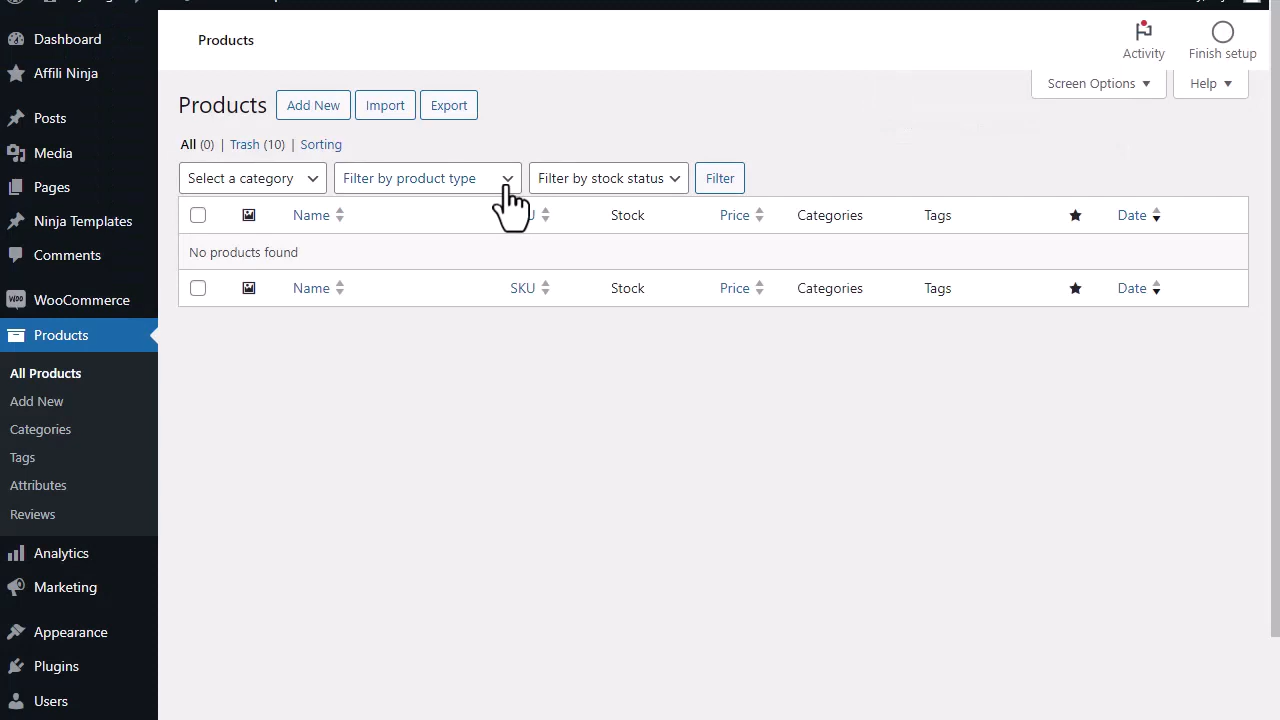 Products
Activity
Finish setup
Screen Options
Help
Dashboard
Affili Ninja
Posts
Media
Pages
Ninja Templates
Comments
WooCommerce
Products
All Products
Add New
Categories
Tags
Attributes
Reviews
Analytics
Marketing
Appearance
Plugins
Users
Products Add New Import Export
All (0) | Trash (10) | Sorting
Select a category Filter by product type Filter by stock status Filter
Name Stock Price Categories Tags Date
No products found
Name SKU Stock Price Categories Tags Date